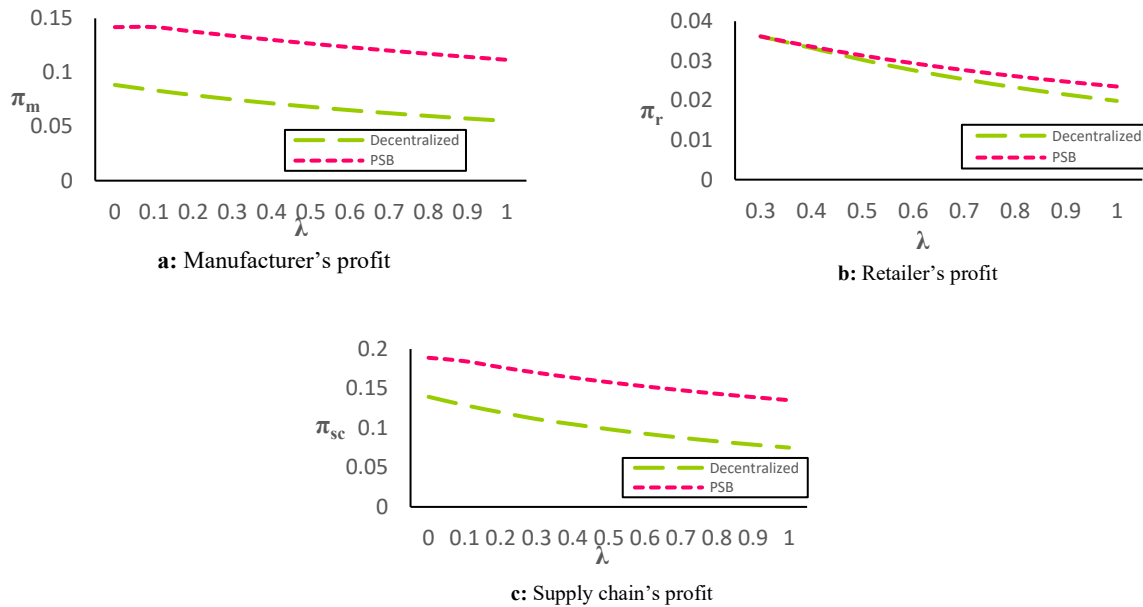 0.15
0.1
0.05
0
π_m
Decentralized
PSB
0 0.1 0.2 0.3 0.4 0.5 0.6 0.7 0.8 0.9 1
λ
a: Manufacturer’s profit
0.04
0.03
0.02
0.01
0
π_r
Decentralized
PSB
0.3 0.4 0.5 0.6 0.7 0.8 0.9 1
λ
b: Retailer’s profit
0.2
0.15
0.1
0.05
0
π_sc
Decentralized
PSB
0 0.1 0.2 0.3 0.4 0.5 0.6 0.7 0.8 0.9 1
λ
c: Supply chain’s profit